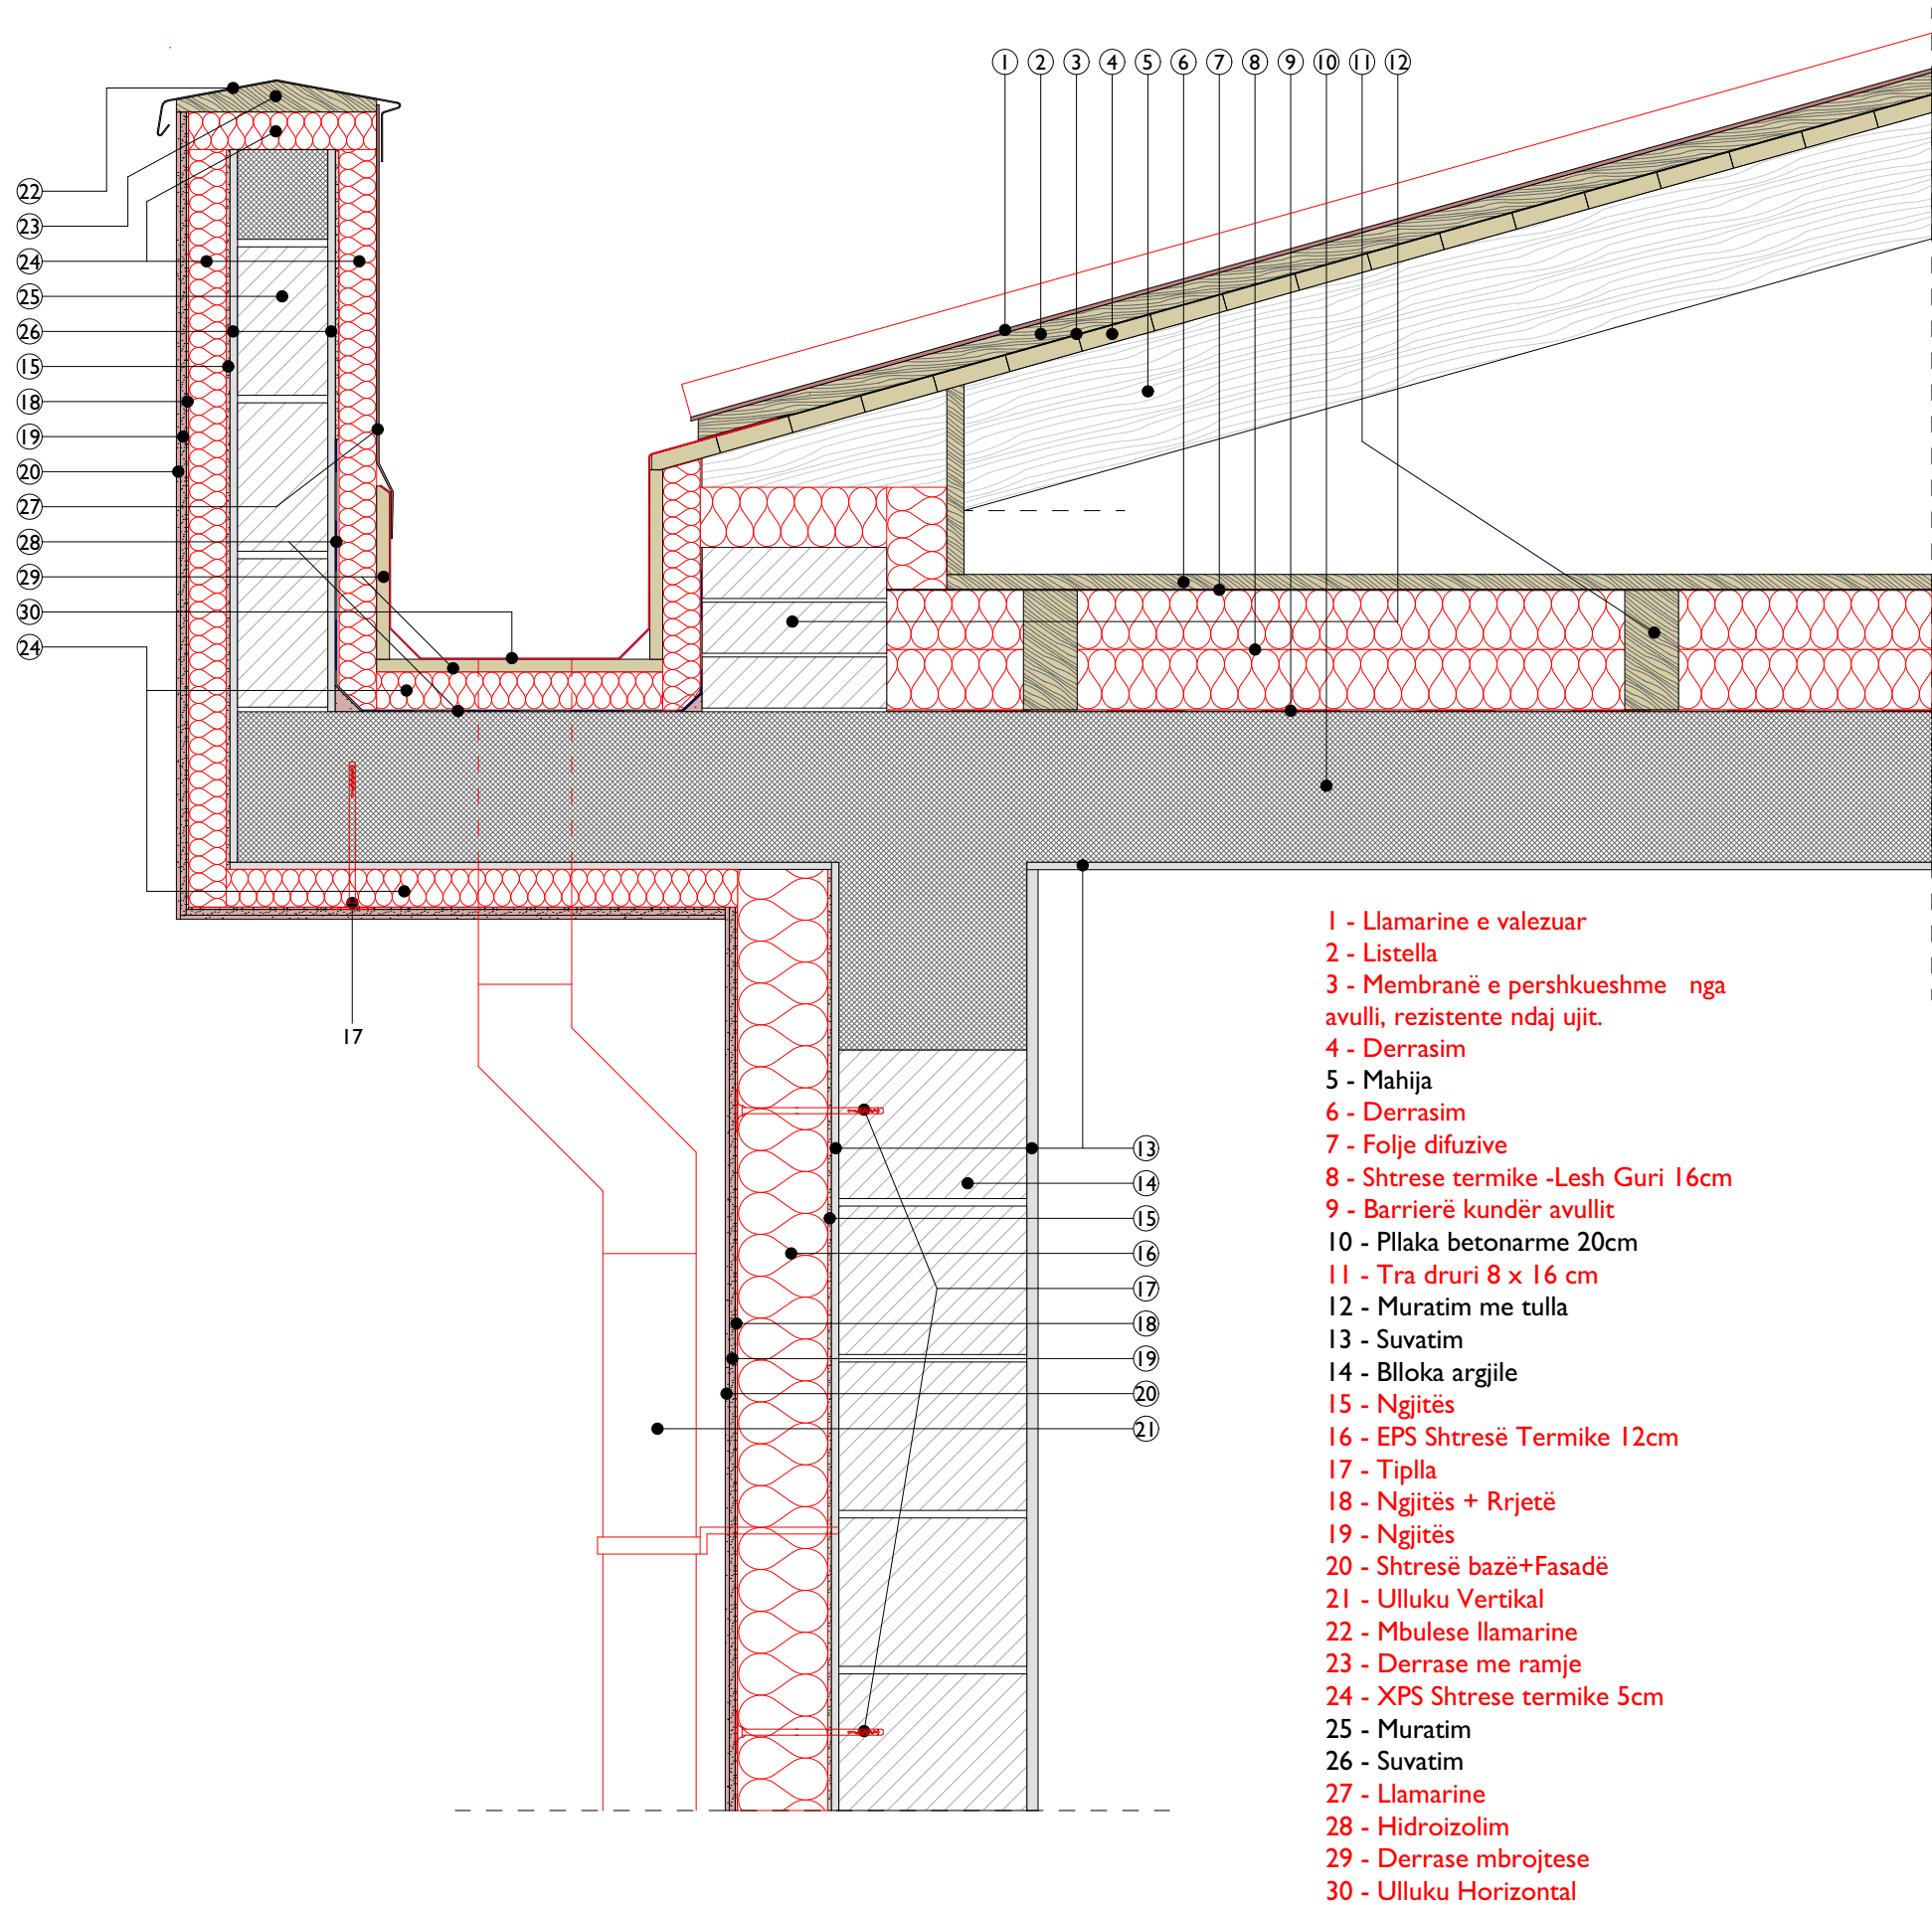 1 2 3 4 5 6 7 8 9 10 11 12
22
23
24
25
26
15
18
19
20
27
28
29
30
24
17
13
14
15
16
17
18
19
20
21
1 - Llamarine e valezuar
2 - Listella
3 - Membranë e pershkueshme nga
avulli, rezistente ndaj ujit.
4 - Derrasim
5 - Mahija
6 - Derrasim
7 - Folje difuzive
8 - Shtrese termike -Lesh Guri 16cm
9 - Barrierë kundër avullit
10 - Pllaka betonarme 20cm
11 - Tra druri 8 x 16 cm
12 - Muratim me tulla
13 - Suvatim
14 - Blloka argjile
15 - Ngjitës
16 - EPS Shtresë Termike 12cm
17 - Tiplla
18 - Ngjitës + Rrjetë
19 - Ngjitës
20 - Shtresë bazë+Fasadë
21 - Ulluku Vertikal
22 - Mbulese llamarine
23 - Derrase me ramje
24 - XPS Shtrese termike 5cm
25 - Muratim
26 - Suvatim
27 - Llamarine
28 - Hidroizolim
29 - Derrase mbrojtese
30 - Ulluku Horizontal